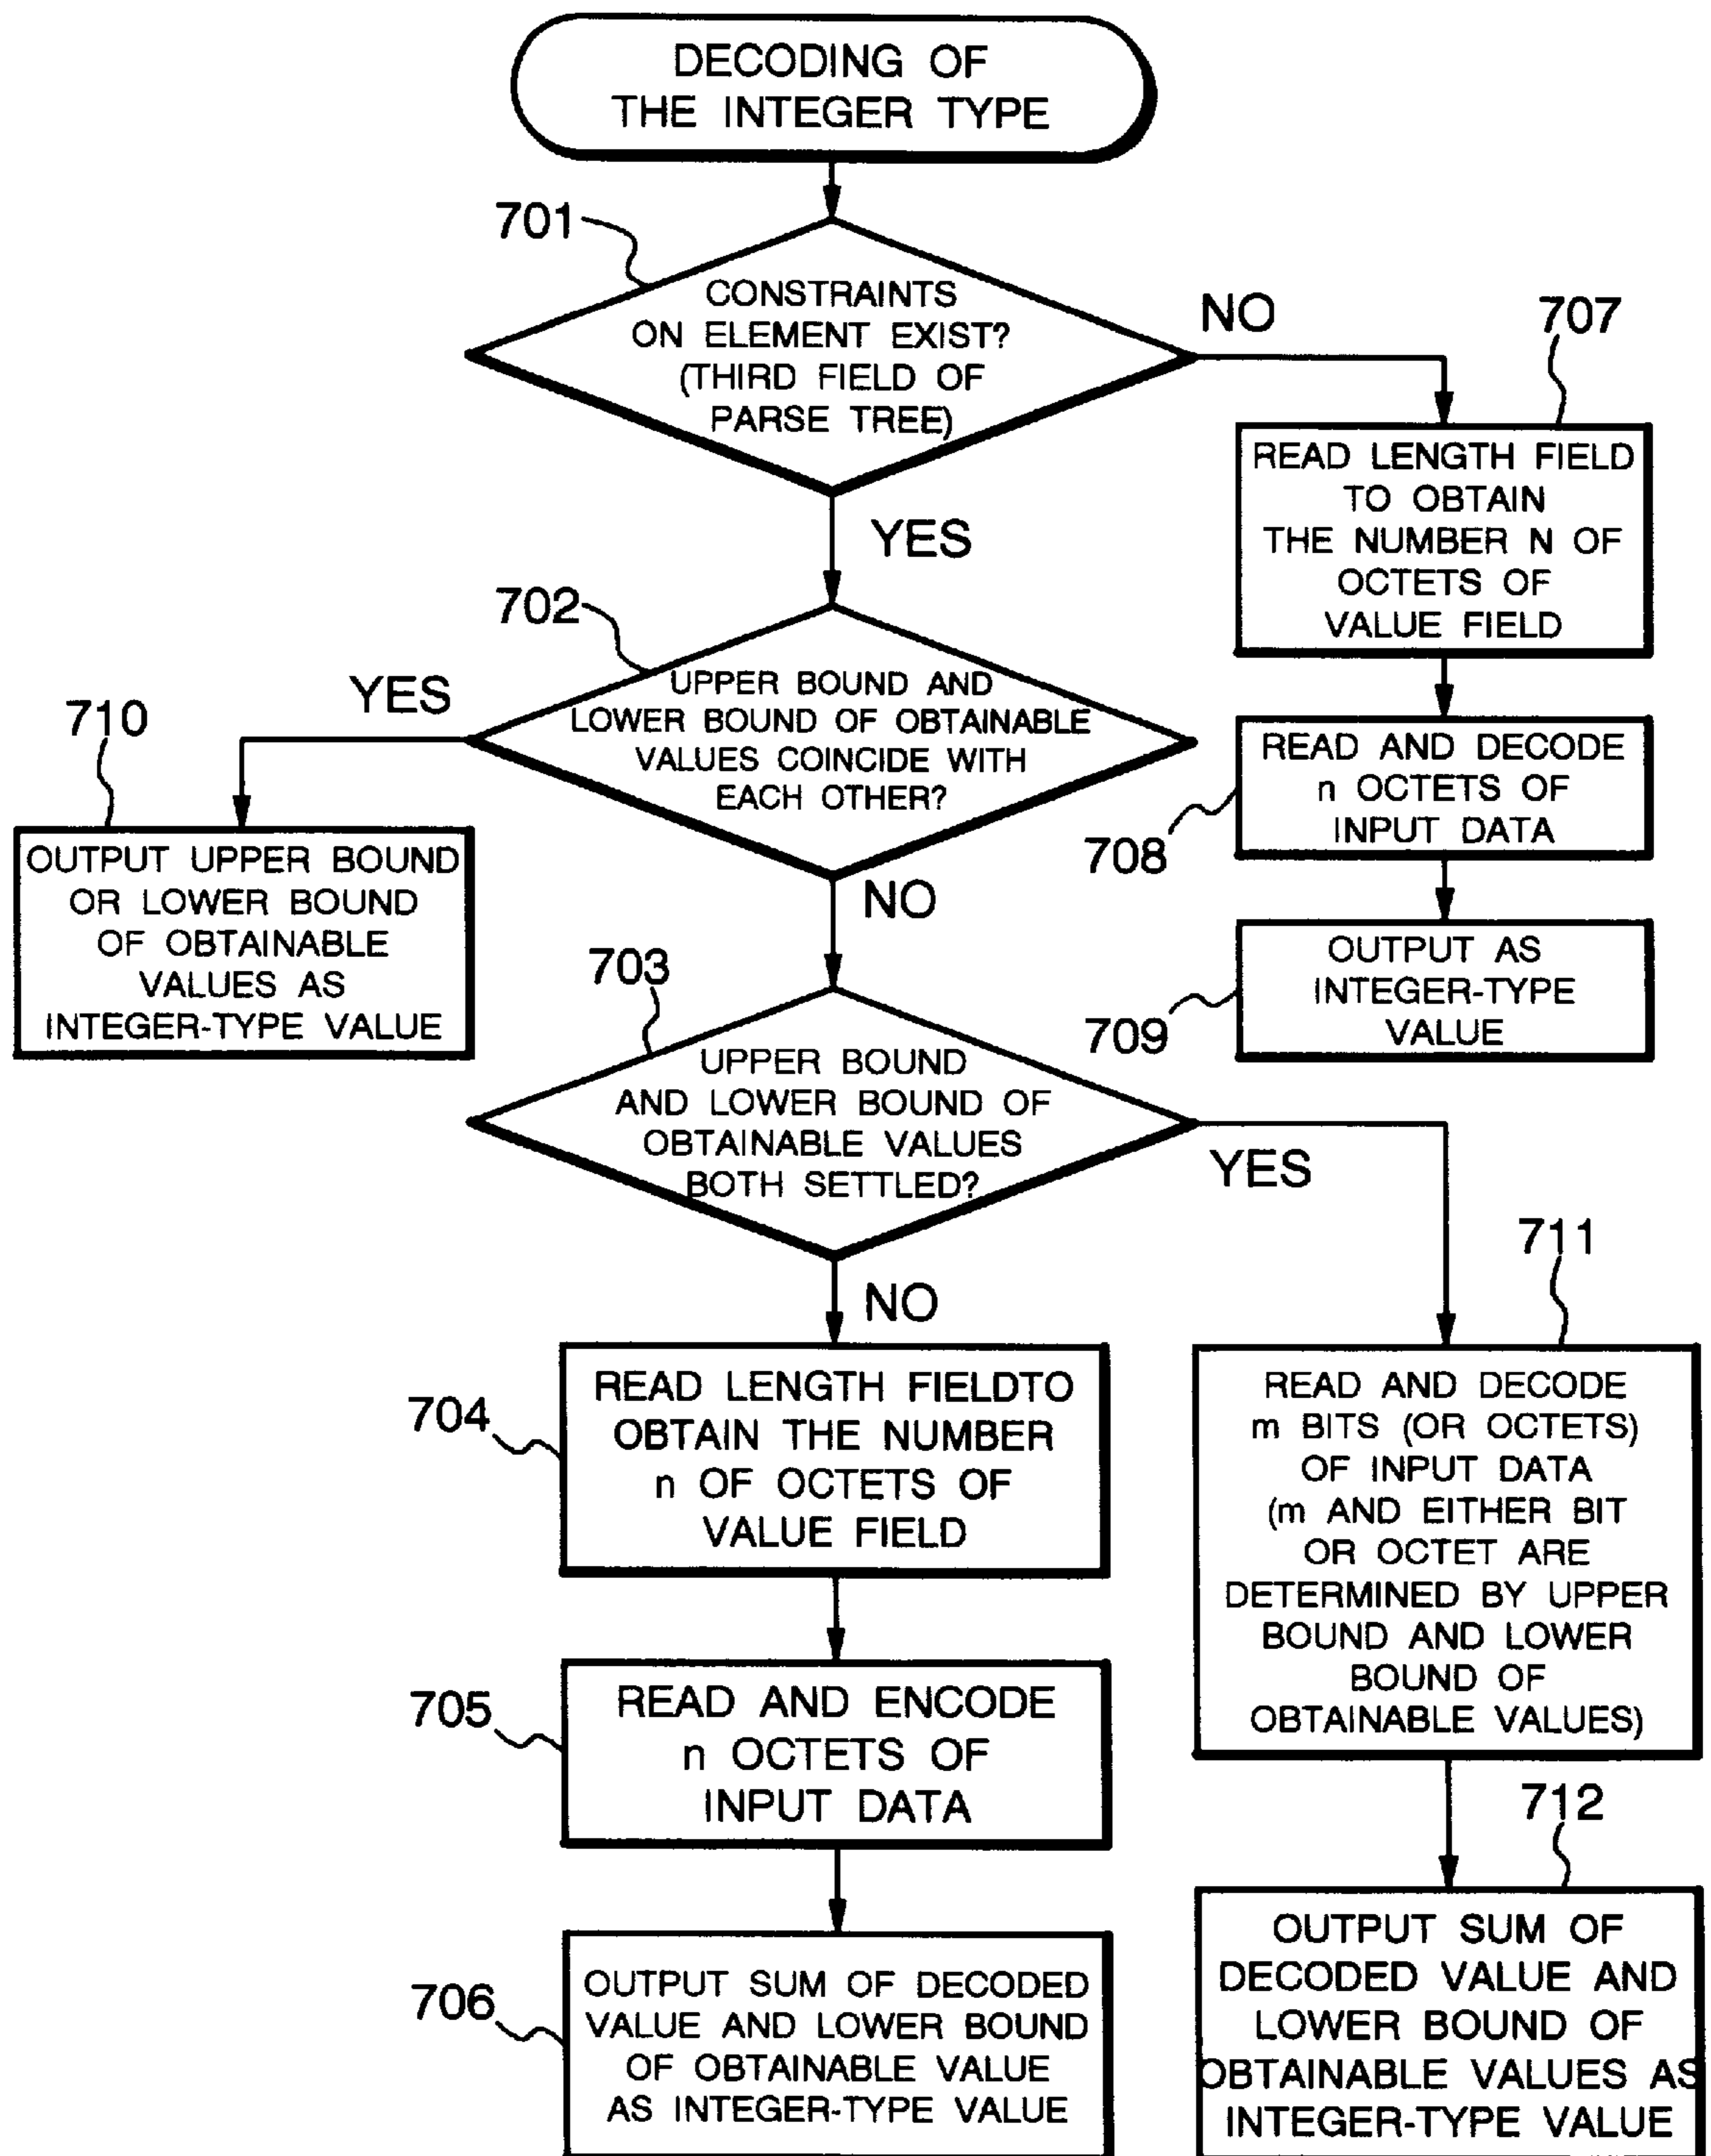 DECODING OF
THE INTEGER TYPE
701
CONSTRAINTS
ON ELEMENT EXIST?
(THIRD FIELD OF
PARSE TREE)
NO
707
READ LENGTH FIELD
TO OBTAIN
THE NUMBER N OF
OCTETS OF
VALUE FIELD
YES
702
UPPER BOUND AND
LOWER BOUND OF OBTAINABLE
VALUES COINCIDE WITH
EACH OTHER?
YES
710
OUTPUT UPPER BOUND
OR LOWER BOUND
OF OBTAINABLE
VALUES AS
INTEGER-TYPE VALUE
708
READ AND DECODE
n OCTETS OF
INPUT DATA
NO
709
OUTPUT AS
INTEGER-TYPE
VALUE
703
UPPER BOUND
AND LOWER BOUND OF
OBTAINABLE VALUES
BOTH SETTLED?
YES
NO
704
READ LENGTH FIELDTO
OBTAIN THE NUMBER
n OF OCTETS OF
VALUE FIELD
711
READ AND DECODE
m BITS (OR OCTETS)
OF INPUT DATA
(m AND EITHER BIT
OR OCTET ARE
DETERMINED BY UPPER
BOUND AND LOWER
BOUND OF
OBTAINABLE VALUES)
705
READ AND ENCODE
n OCTETS OF
INPUT DATA
712
OUTPUT SUM OF
DECODED VALUE AND
LOWER BOUND OF
OBTAINABLE VALUES AS
INTEGER-TYPE VALUE
706
OUTPUT SUM OF DECODED
VALUE AND LOWER BOUND
OF OBTAINABLE VALUE
AS INTEGER-TYPE VALUE